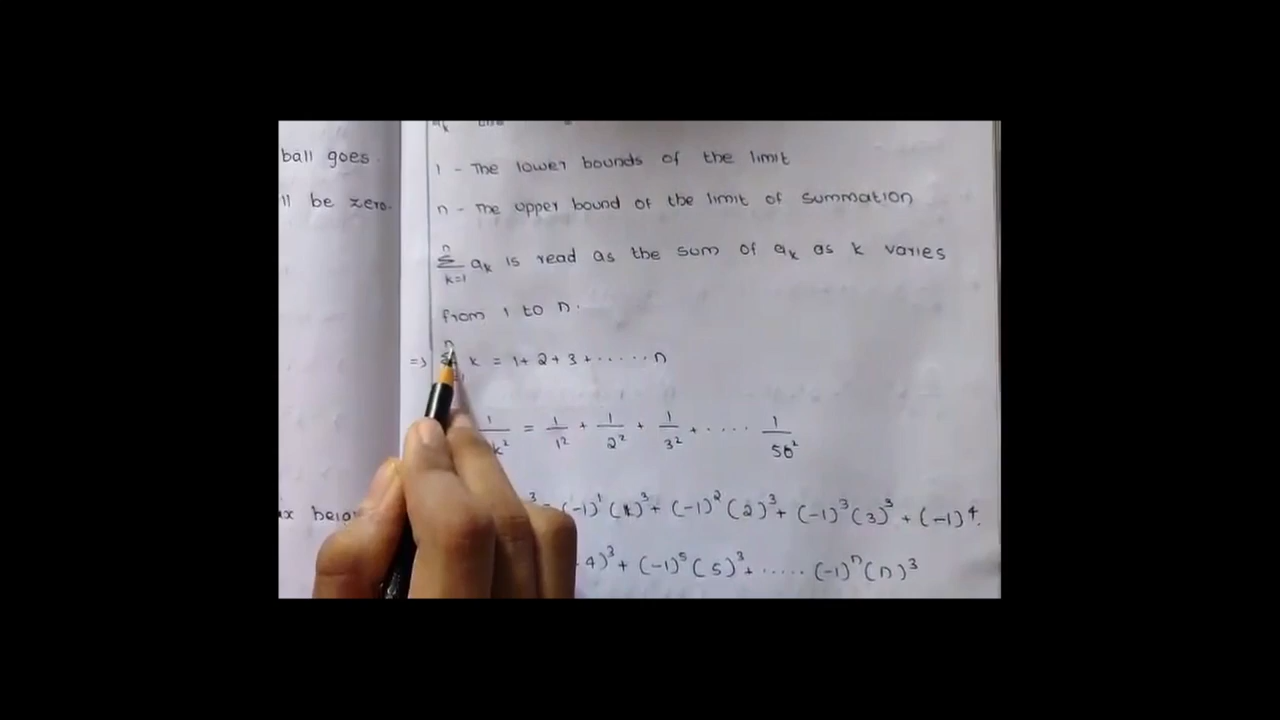 ball goes.
be zero.
1 - The lower bounds of the limit
n - The upper bound of the limit of summation
n
Σ aₖ is read as the sum of aₖ as k varies
k=1
from 1 to n.
n
=> Σ k = 1+ 2 + 3 + ...... n
1/k² = 1/1² + 1/2² + 1/3² + .... 1/50²
³ = (-1)¹ (1)³ + (-1)² (2)³ + (-1)³ (3)³ + (-1)⁴.
4)³ + (-1)⁵ (5)³ + ..... (-1)ⁿ (n)³